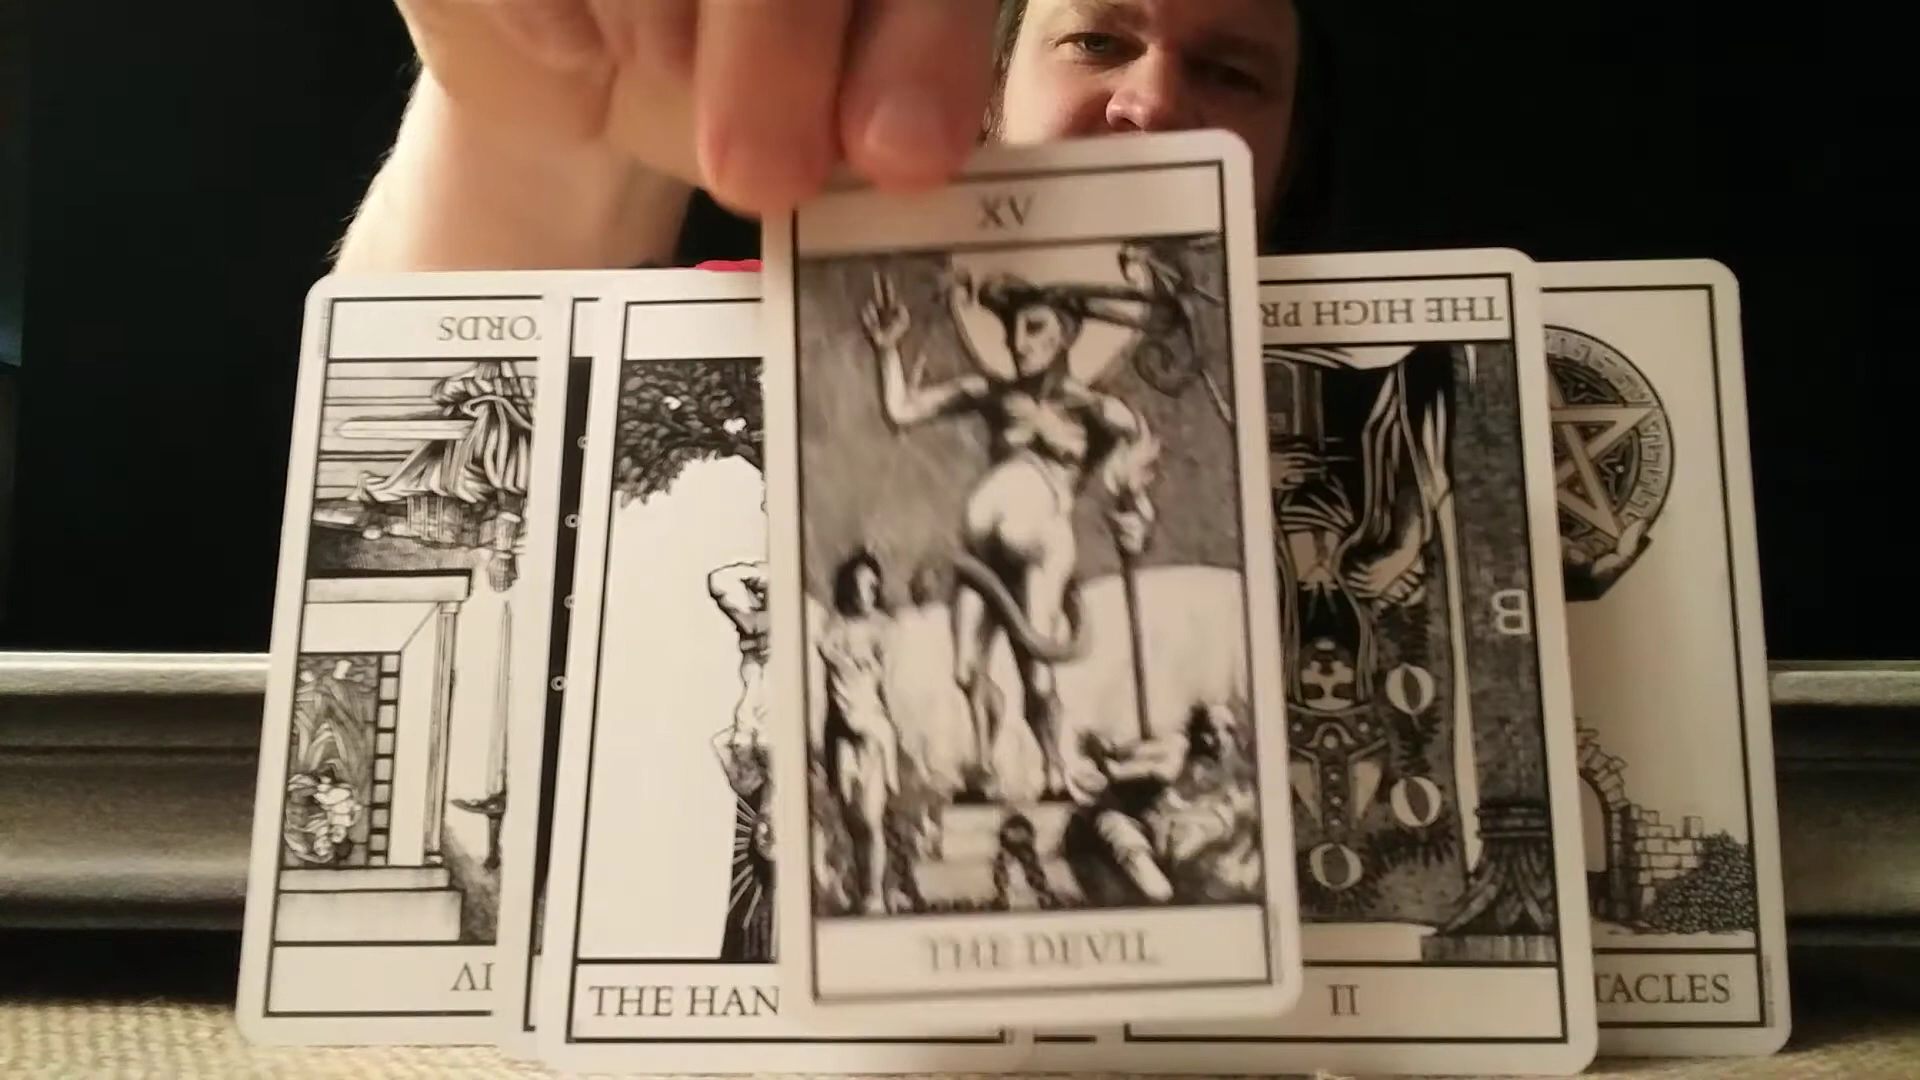 XV
THE DEVIL
ORDS
IV
THE HAN
THE HIGH PR
B
II
TACLES